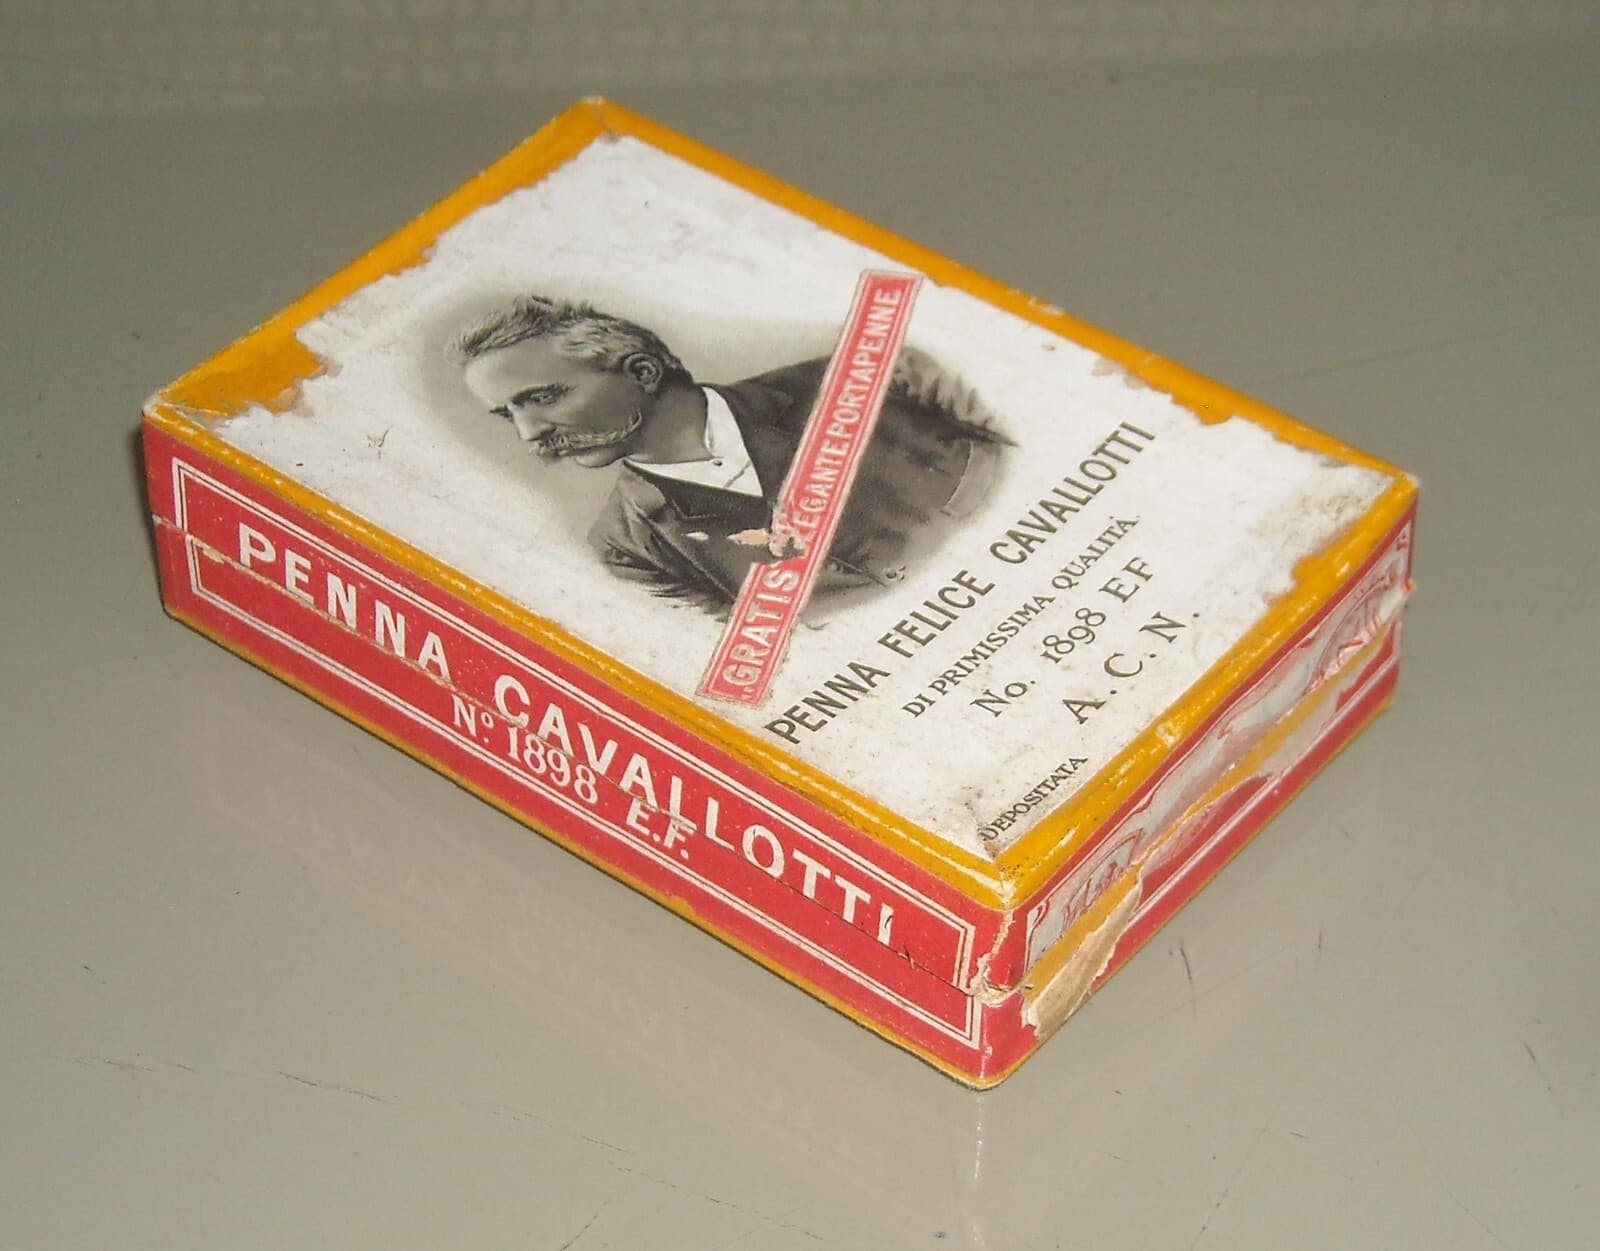 GRATIS ELEGANTE PORTAPENNE
PENNA FELICE CAVALLOTTI
DI PRIMISSIMA QUALITÀ
No. 1898 EF
A. C. N.
DEPOSITATA
PENNA CAVALLOTTI
Nº. 1898 E.F.